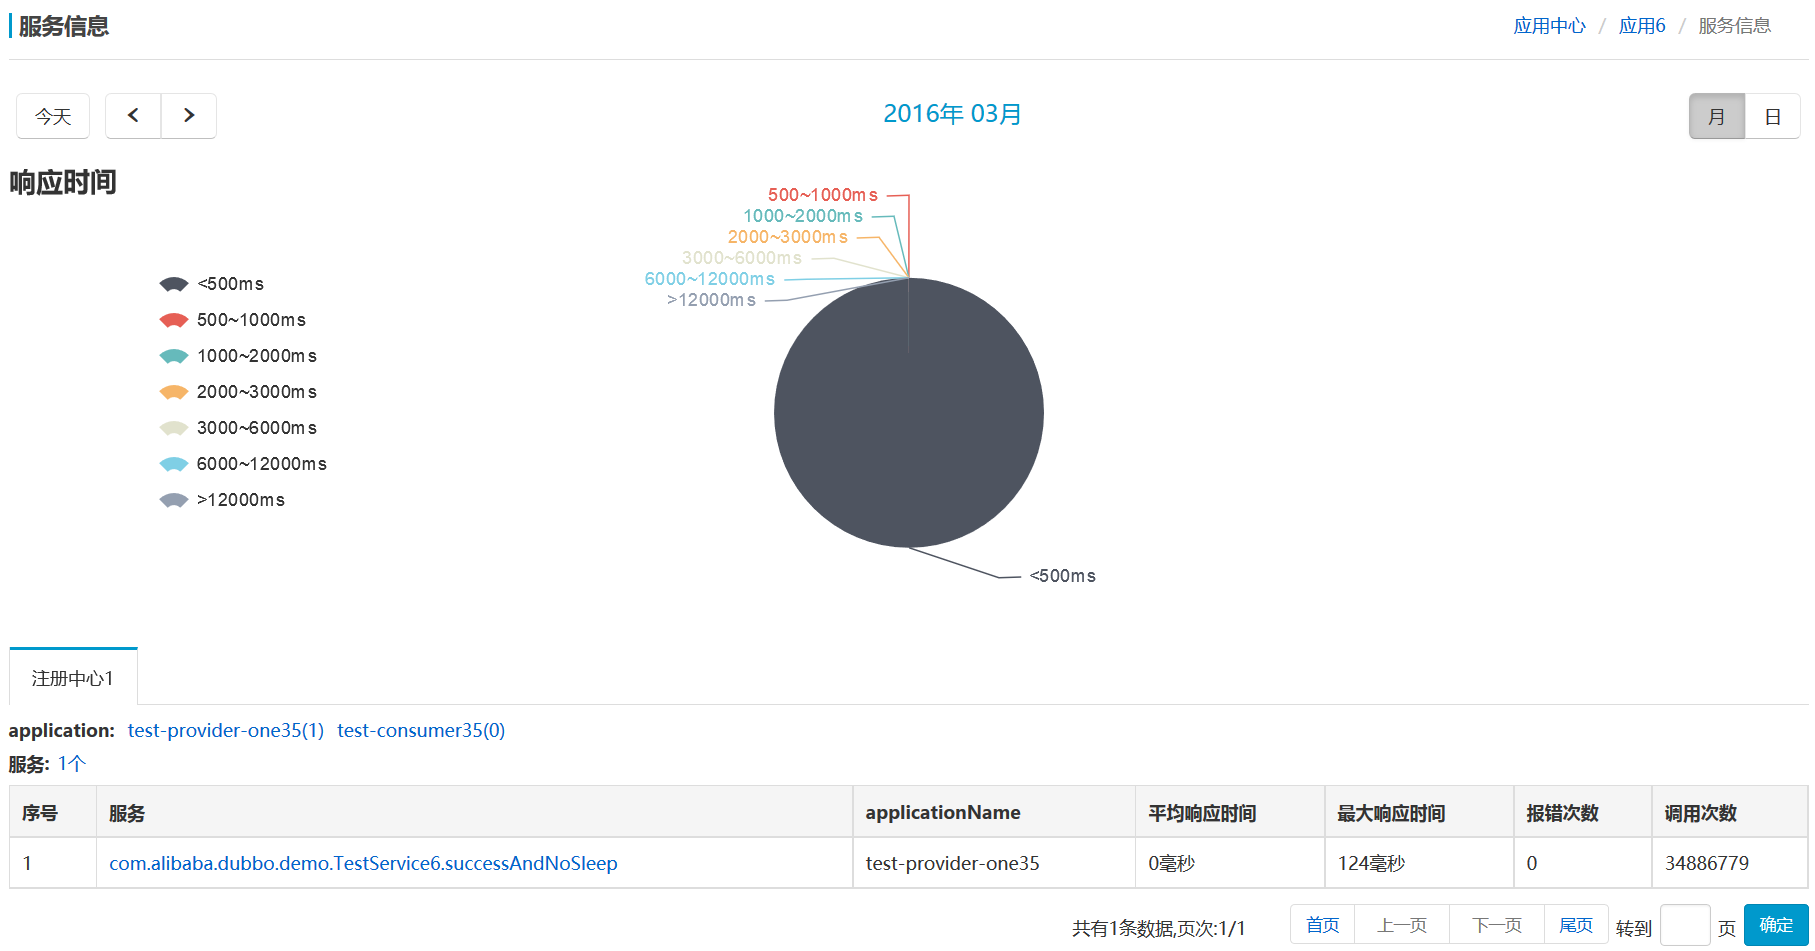 服务信息
应用中心 / 应用6 / 服务信息
今天
2016年 03月
月 日
响应时间
<500ms
500~1000ms
1000~2000ms
2000~3000ms
3000~6000ms
6000~12000ms
>12000ms
500~1000ms
1000~2000ms
2000~3000ms
3000~6000ms
6000~12000ms
>12000ms
<500ms
注册中心1
application: test-provider-one35(1) test-consumer35(0)
服务: 1个
序号 服务 applicationName 平均响应时间 最大响应时间 报错次数 调用次数
1 com.alibaba.dubbo.demo.TestService6.successAndNoSleep test-provider-one35 0毫秒 124毫秒 0 34886779
共有1条数据,页次:1/1 首页 上一页 下一页 尾页 转到 页 确定